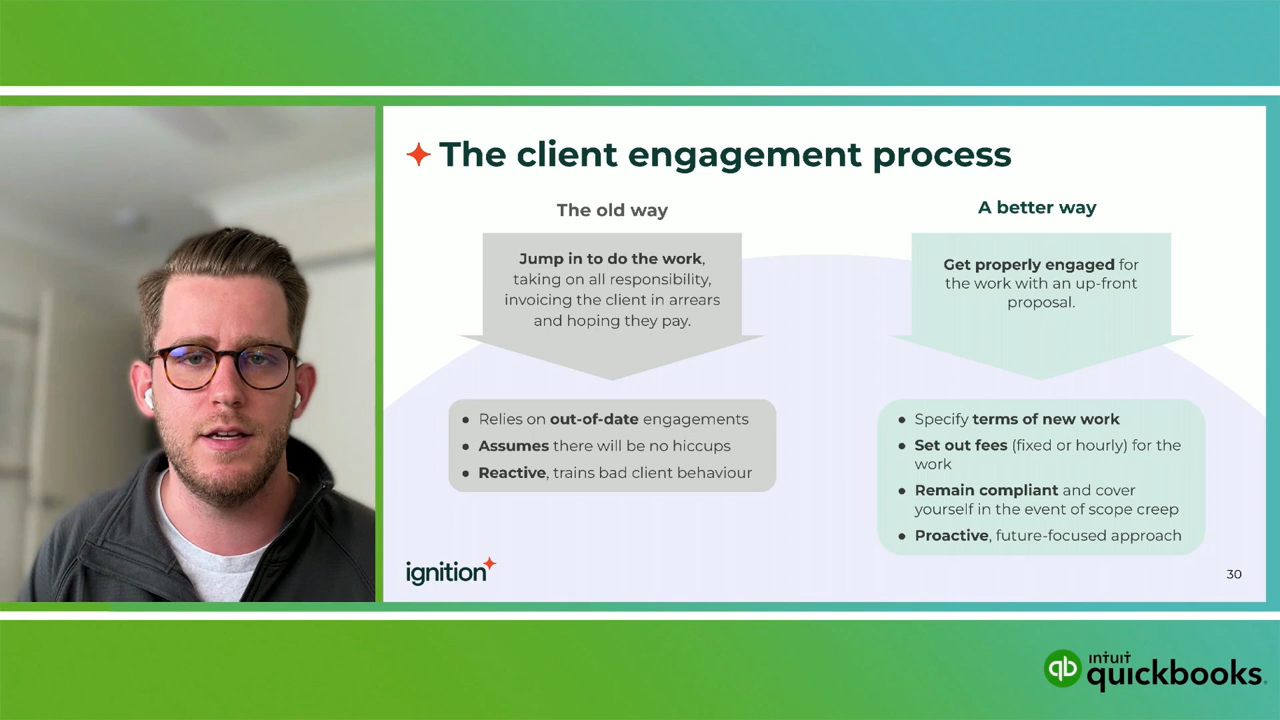 The client engagement process
The old way
Jump in to do the work,
taking on all responsibility,
invoicing the client in arrears
and hoping they pay.
Relies on out-of-date engagements
Assumes there will be no hiccups
Reactive, trains bad client behaviour
A better way
Get properly engaged for
the work with an up-front
proposal.
Specify terms of new work
Set out fees (fixed or hourly) for the
work
Remain compliant and cover
yourself in the event of scope creep
Proactive, future-focused approach
ignition
30
qb
intuit
quickbooks.